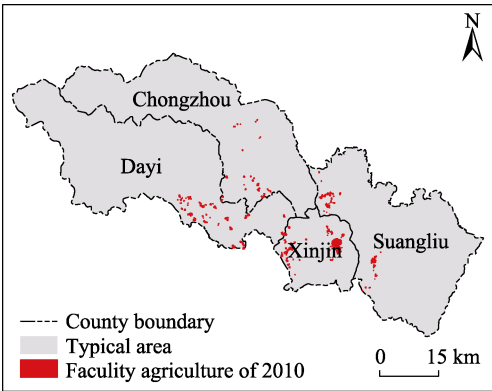 N
Chongzhou
Dayi
Xinjin
Suangliu
County boundary
Typical area
Faculity agriculture of 2010
0 15 km